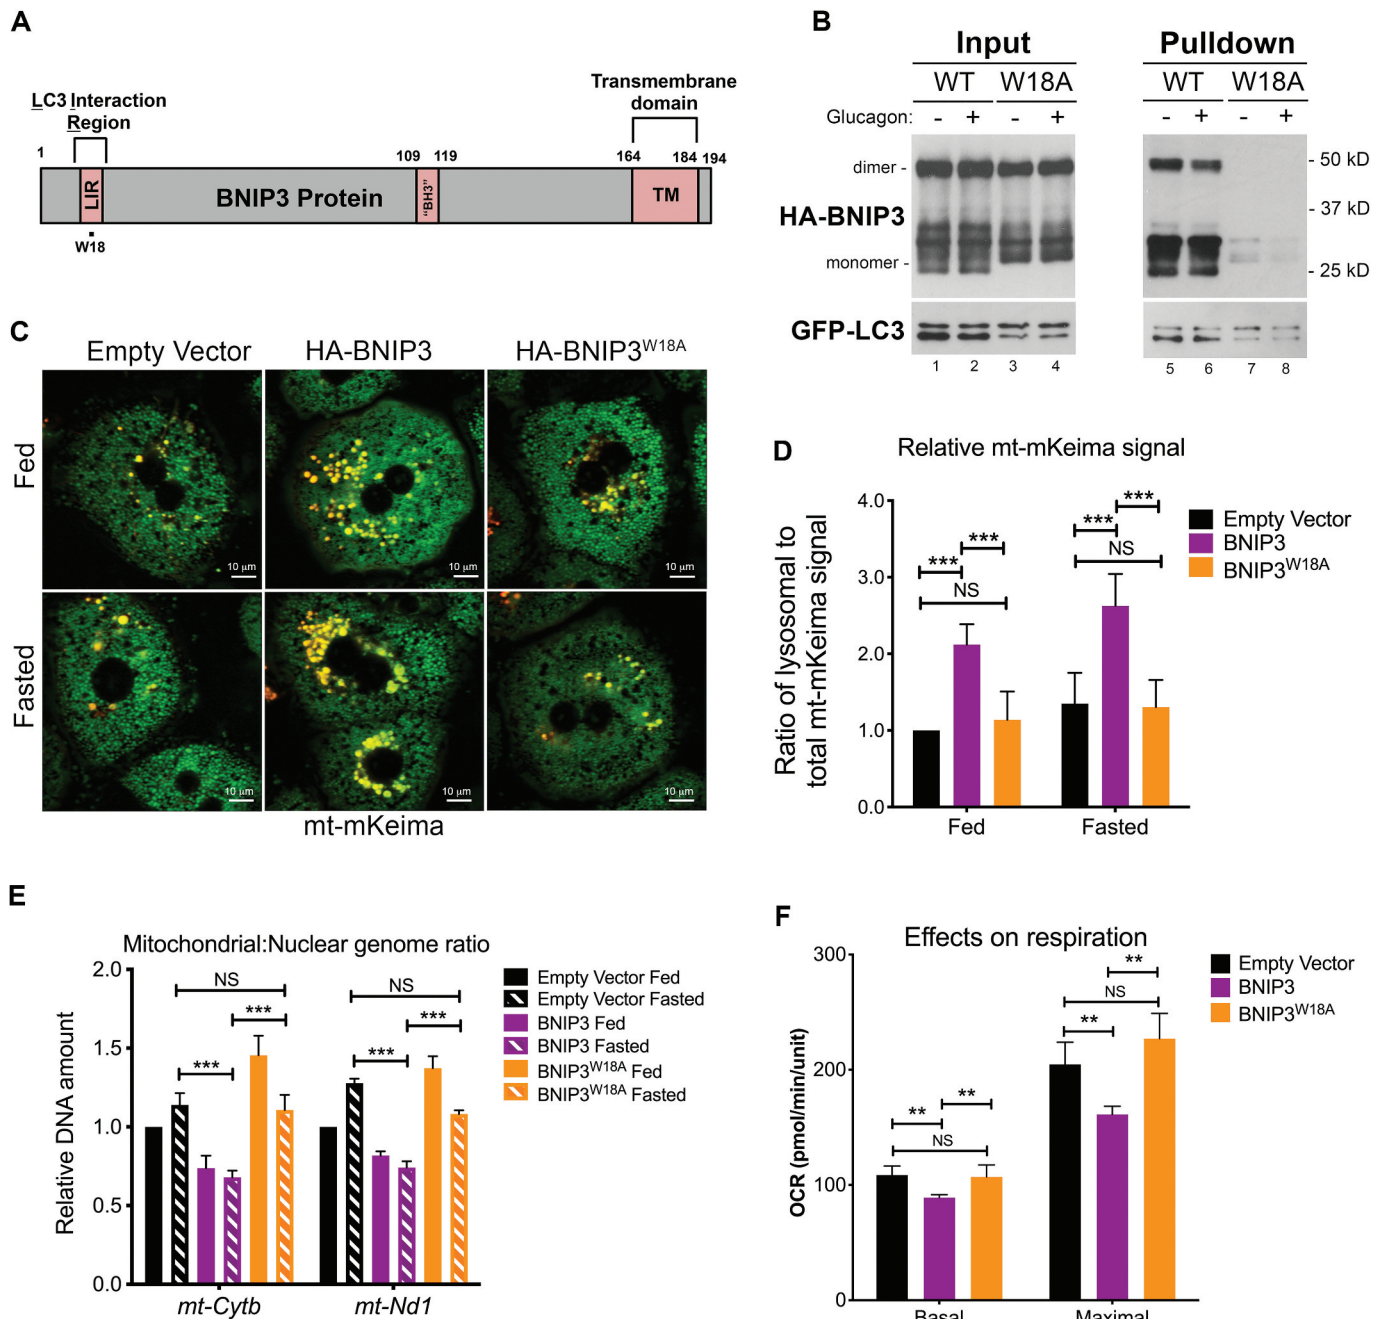 A
LC3 Interaction
Region
Transmembrane
domain
1
109
119
164
184
194
LIR
BNIP3 Protein
"BH3"
TM
W18
B
Input
Pulldown
WT
W18A
WT
W18A
Glucagon:
-
+
-
+
-
+
-
+
dimer -
HA-BNIP3
monomer -
- 50 kD
- 37 kD
- 25 kD
GFP-LC3
1
2
3
4
5
6
7
8
C
Empty Vector
HA-BNIP3
HA-BNIP3W18A
Fed
10 µm
10 µm
10 µm
Fasted
10 µm
10 µm
10 µm
mt-mKeima
D
Relative mt-mKeima signal
Ratio of lysosomal to
total mt-mKeima signal
4.0
3.0
2.0
1.0
0.0
***
***
NS
***
***
NS
Fed
Fasted
Empty Vector
BNIP3
BNIP3W18A
E
Mitochondrial:Nuclear genome ratio
Relative DNA amount
2.0
1.5
1.0
0.5
0.0
NS
***
***
NS
***
***
mt-Cytb
mt-Nd1
Empty Vector Fed
Empty Vector Fasted
BNIP3 Fed
BNIP3 Fasted
BNIP3W18A Fed
BNIP3W18A Fasted
F
Effects on respiration
OCR (pmol/min/unit)
300
200
100
0
**
**
NS
**
NS
**
Basal
Maximal
Empty Vector
BNIP3
BNIP3W18A